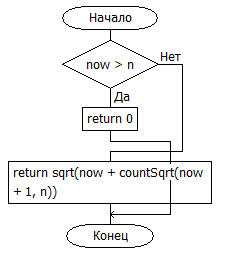 Начало
Нет
now > n
Да
return 0
return sqrt(now + countSqrt(now
+ 1, n))
Конец